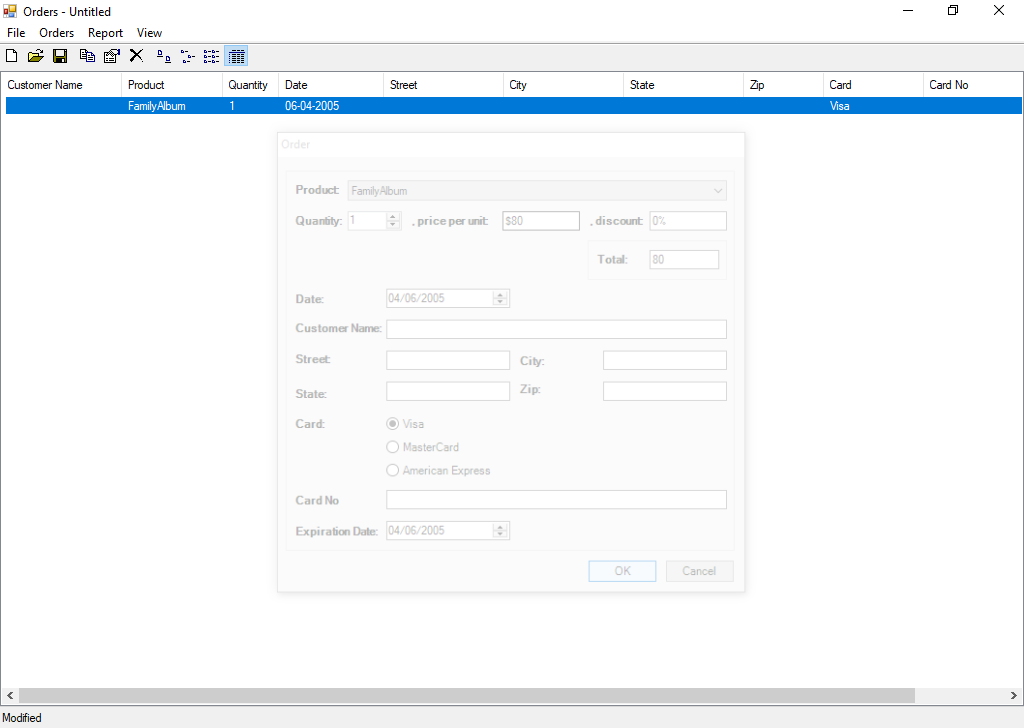 Orders - Untitled
File Orders Report View
Customer Name Product Quantity Date Street City State Zip Card Card No
FamilyAlbum 1 06-04-2005 Visa
Order
Product: FamilyAlbum
Quantity: 1 , price per unit: $80 , discount: 0%
Total: 80
Date: 04/06/2005
Customer Name:
Street: City:
State: Zip:
Card: Visa
MasterCard
American Express
Card No
Expiration Date: 04/06/2005
OK Cancel
Modified